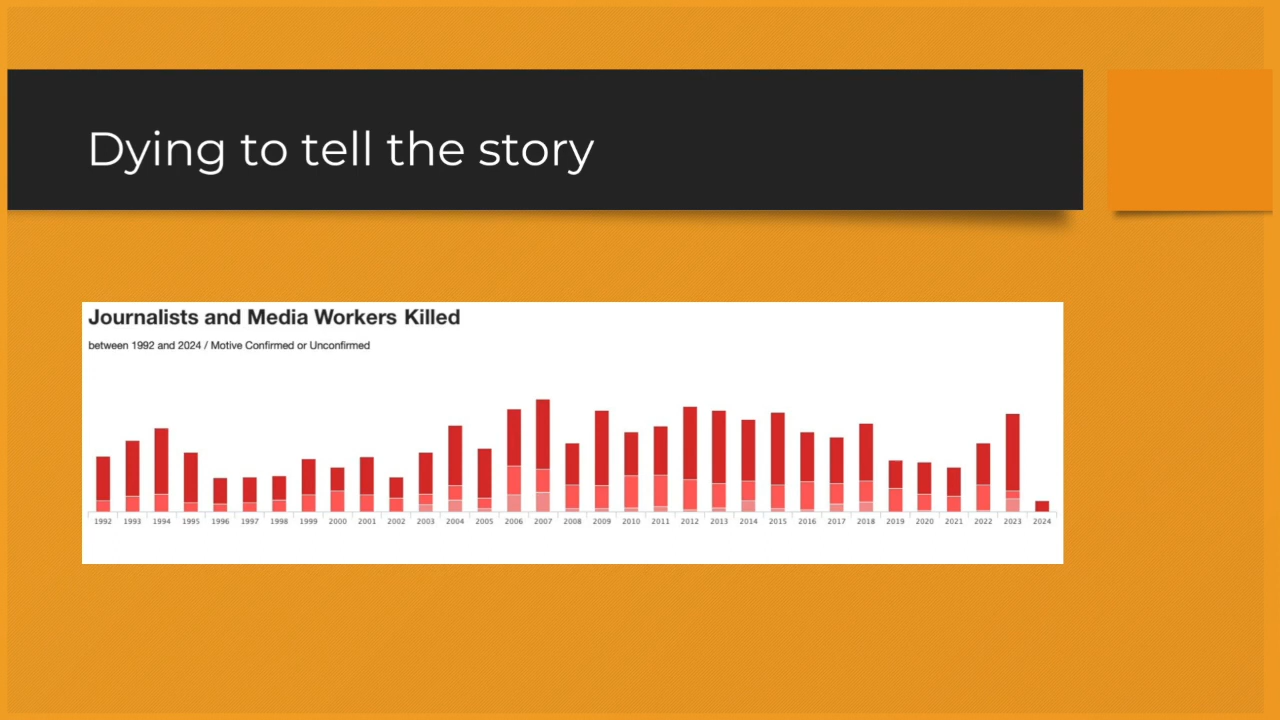 Dying to tell the story
Journalists and Media Workers Killed
between 1992 and 2024 / Motive Confirmed or Unconfirmed
1992 1993 1994 1995 1996 1997 1998 1999 2000 2001 2002 2003 2004 2005 2006 2007 2008 2009 2010 2011 2012 2013 2014 2015 2016 2017 2018 2019 2020 2021 2022 2023 2024